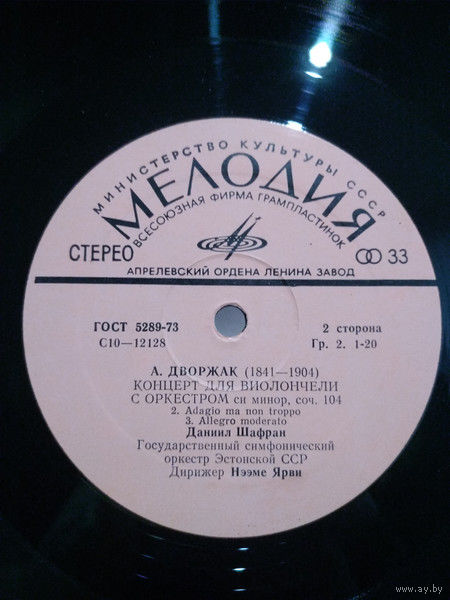 МИНИСТЕРСТВО КУЛЬТУРЫ СССР
МЕЛОДИЯ
ВСЕСОЮЗНАЯ ФИРМА ГРАМПЛАСТИНОК
СТЕРЕО
33
АПРЕЛЕВСКИЙ ОРДЕНА ЛЕНИНА ЗАВОД
ГОСТ 5289-73 2 сторона
С10—12128 Гр. 2. 1-20
А. ДВОРЖАК (1841—1904)
КОНЦЕРТ ДЛЯ ВИОЛОНЧЕЛИ
С ОРКЕСТРОМ си минор, соч. 104
2. Adagio ma non troppo
3. Allegro moderato
Даниил Шафран
Государственный симфонический
оркестр Эстонской ССР
Дирижер Нээме Ярви
www.ay.by